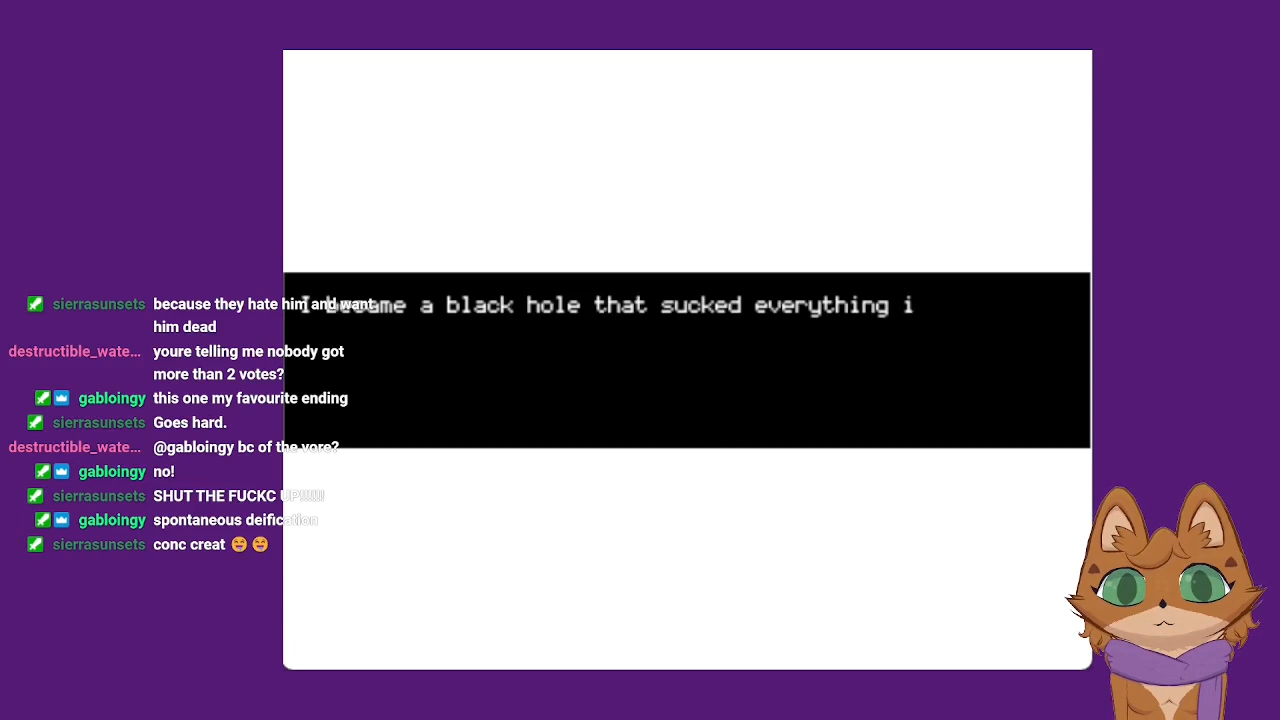 I became a black hole that sucked everything i
sierrasunsets because they hate him and want
him dead
destructible_wate... youre telling me nobody got
more than 2 votes?
gabloingy this one my favourite ending
sierrasunsets Goes hard.
destructible_wate... @gabloingy bc of the vore?
gabloingy no!
sierrasunsets SHUT THE FUCKC UP!!!!!!
gabloingy spontaneous deification
sierrasunsets conc creat 😄 😄